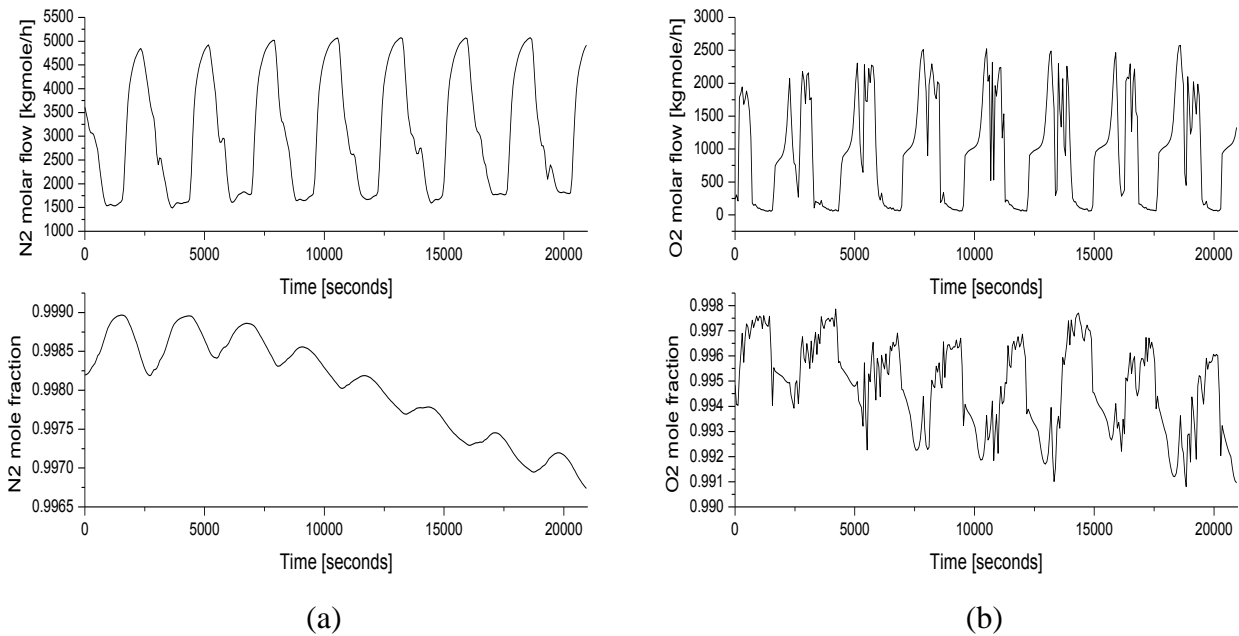 N2 molar flow [kgmole/h]
5500
5000
4500
4000
3500
3000
2500
2000
1500
1000
0 5000 10000 15000 20000
Time [seconds]
N2 mole fraction
0.9990
0.9985
0.9980
0.9975
0.9970
0.9965
0 5000 10000 15000 20000
Time [seconds]
(a)
O2 molar flow [kgmole/h]
3000
2500
2000
1500
1000
500
0
0 5000 10000 15000 20000
Time [seconds]
O2 mole fraction
0.998
0.997
0.996
0.995
0.994
0.993
0.992
0.991
0.990
0 5000 10000 15000 20000
Time [seconds]
(b)